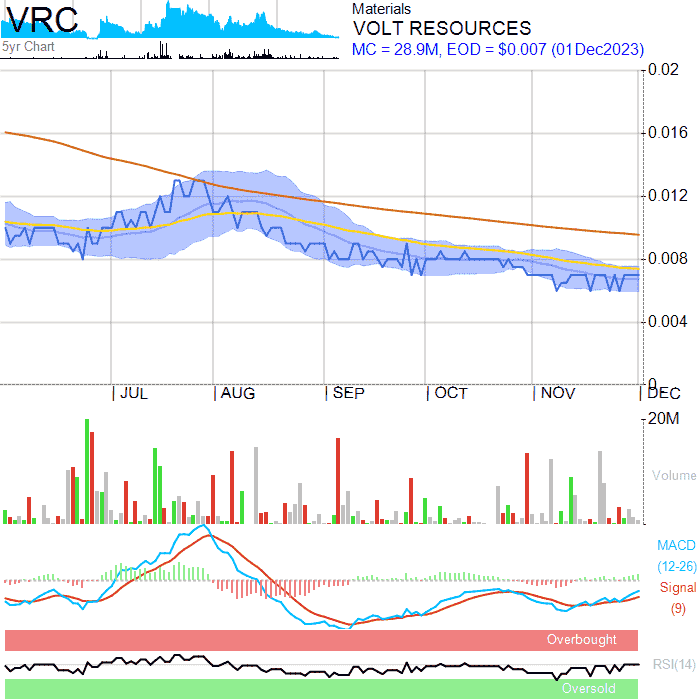 VRC
5yr Chart
Materials
VOLT RESOURCES
MC = 28.9M, EOD = $0.007 (01Dec2023)
0.02
0.016
0.012
0.008
0.004
0
JUL
AUG
SEP
OCT
NOV
DEC
20M
Volume
MACD
(12-26)
Signal
(9)
Overbought
RSI(14)
Oversold